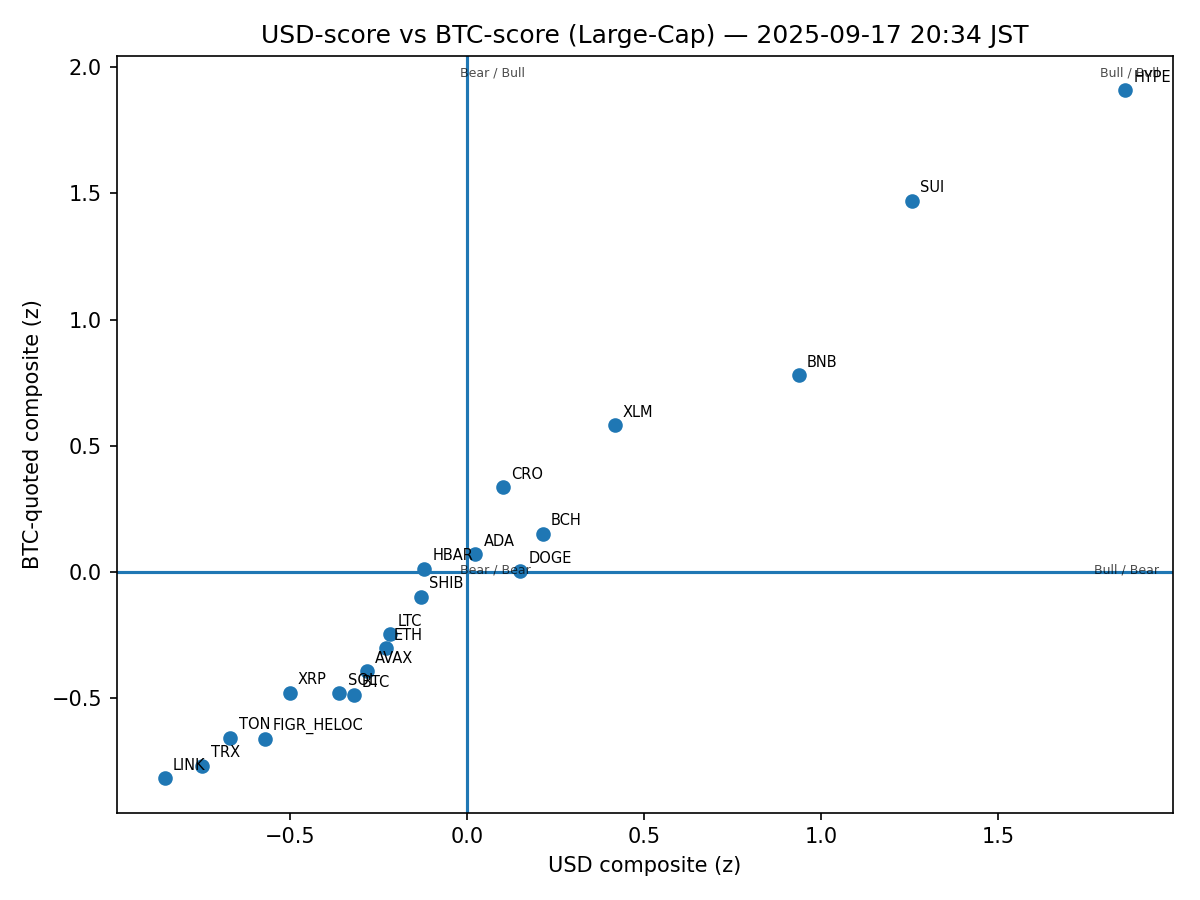 USD-score vs BTC-score (Large-Cap) — 2025-09-17 20:34 JST
2.0
Bear / Bull
Bull / Bull
HYPE
1.5
SUI
1.0
BNB
XLM
0.5
CRO
BCH
ADA
HBAR
DOGE
0.0
Bear / Bear
Bull / Bear
SHIB
LTC
ETH
AVAX
XRP
SOL
BTC
−0.5
TON
FIGR_HELOC
TRX
LINK
−0.5
0.0
0.5
1.0
1.5
USD composite (z)
BTC-quoted composite (z)